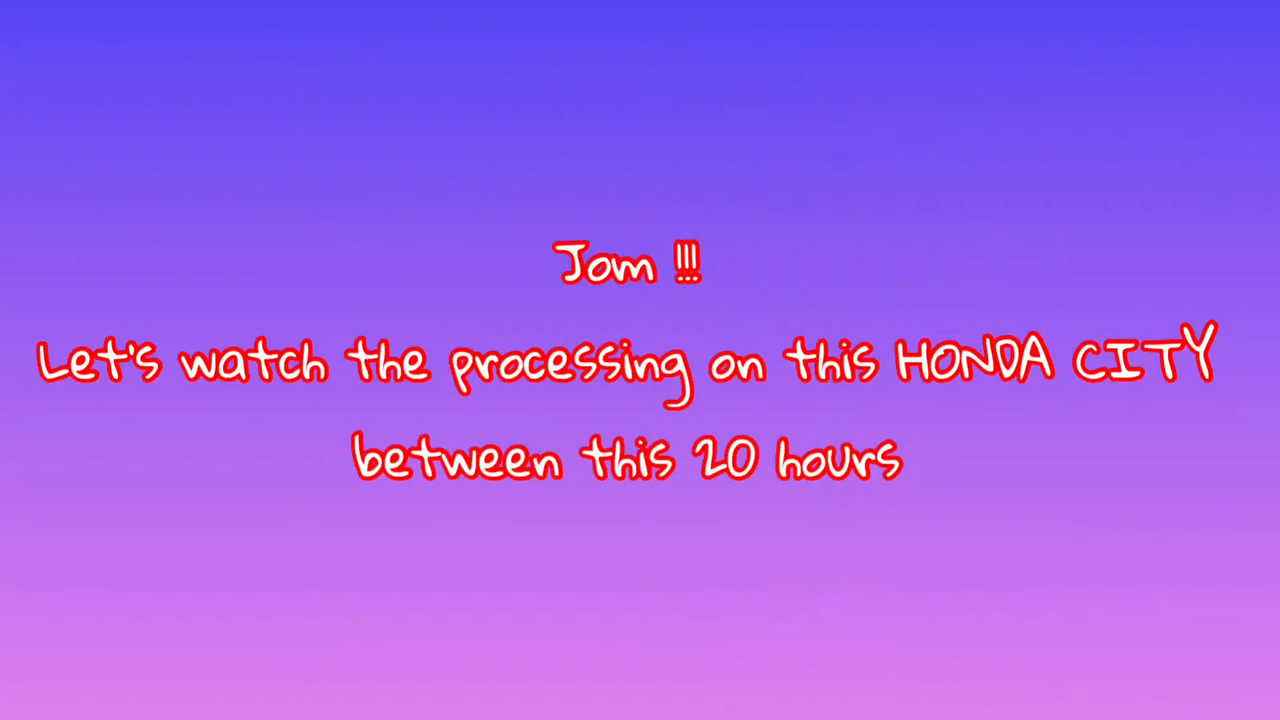 Jom !!!
Let's watch the processing on this HONDA CITY
between this 20 hours